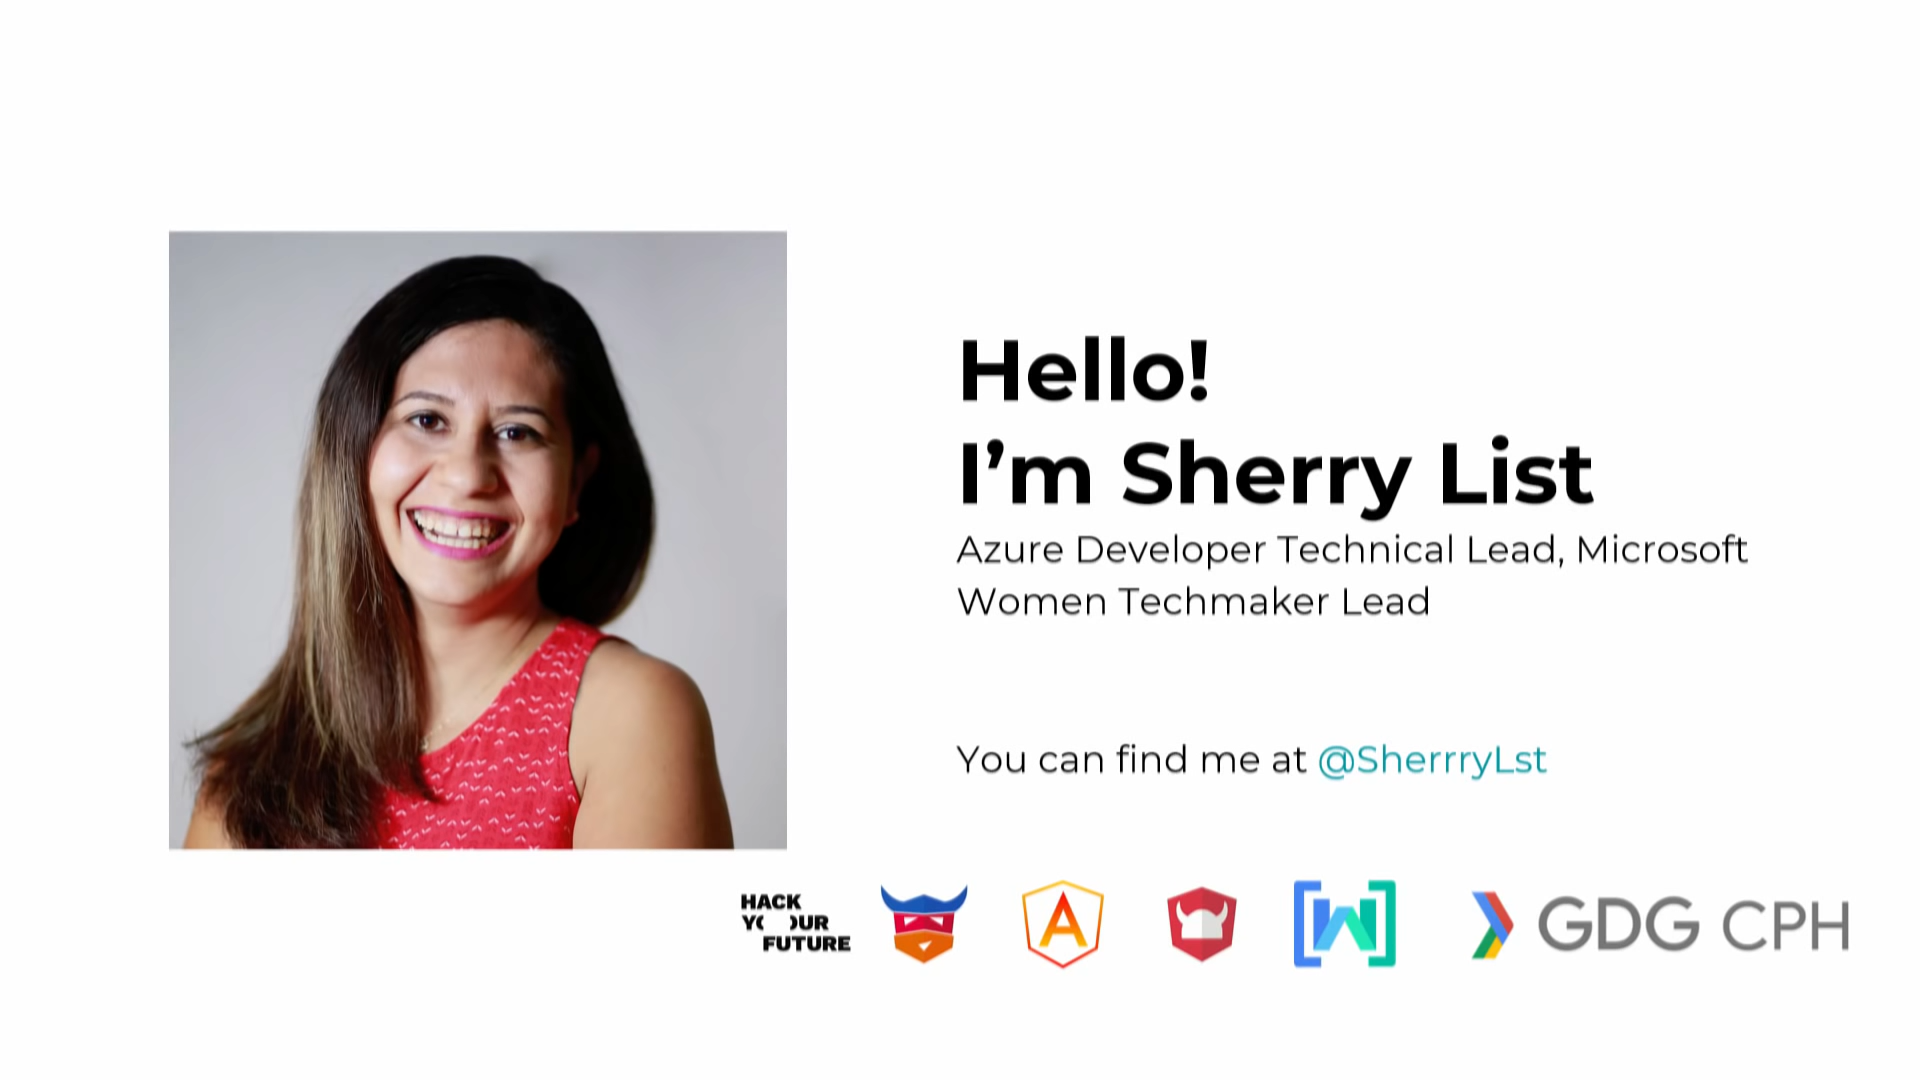 Hello!
I’m Sherry List
Azure Developer Technical Lead, Microsoft
Women Techmaker Lead
You can find me at @SherrryLst
HACK
YOUR
FUTURE
GDG CPH